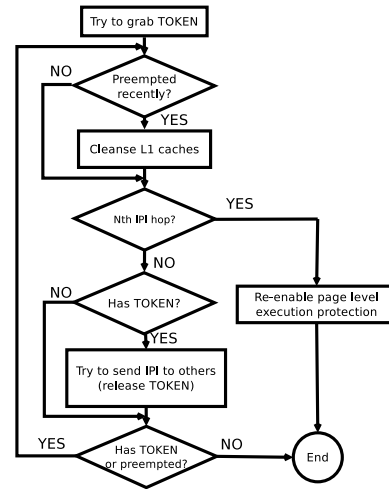 Try to grab TOKEN
NO
Preempted
recently?
YES
Cleanse L1 caches
Nth IPI hop?
YES
NO
NO
Has TOKEN?
Re-enable page level
execution protection
YES
Try to send IPI to others
(release TOKEN)
YES
Has TOKEN
or preempted?
NO
End